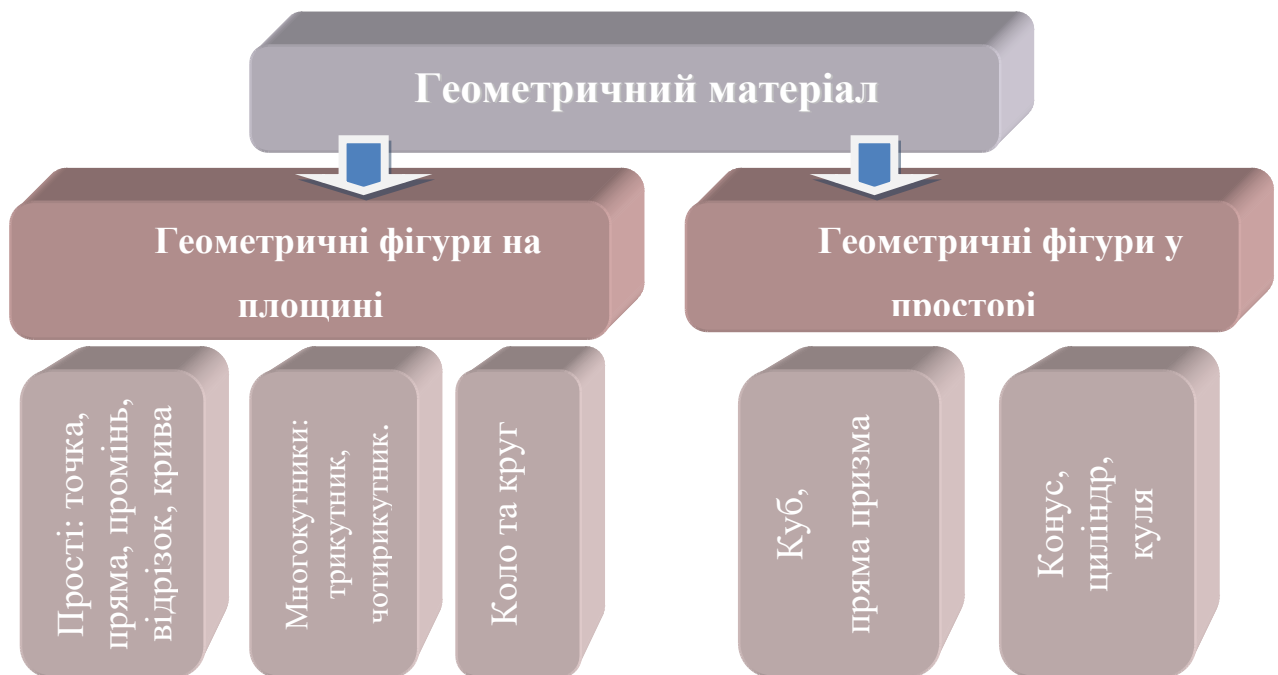 Геометричний матеріал
Геометричні фігури на
площині
Геометричні фігури у
просторі
Прості: точка,
пряма, промінь,
відрізок, крива
Многокутники:
трикутник,
чотирикутник.
Коло та круг
Куб,
пряма призма
Конус,
циліндр,
куля